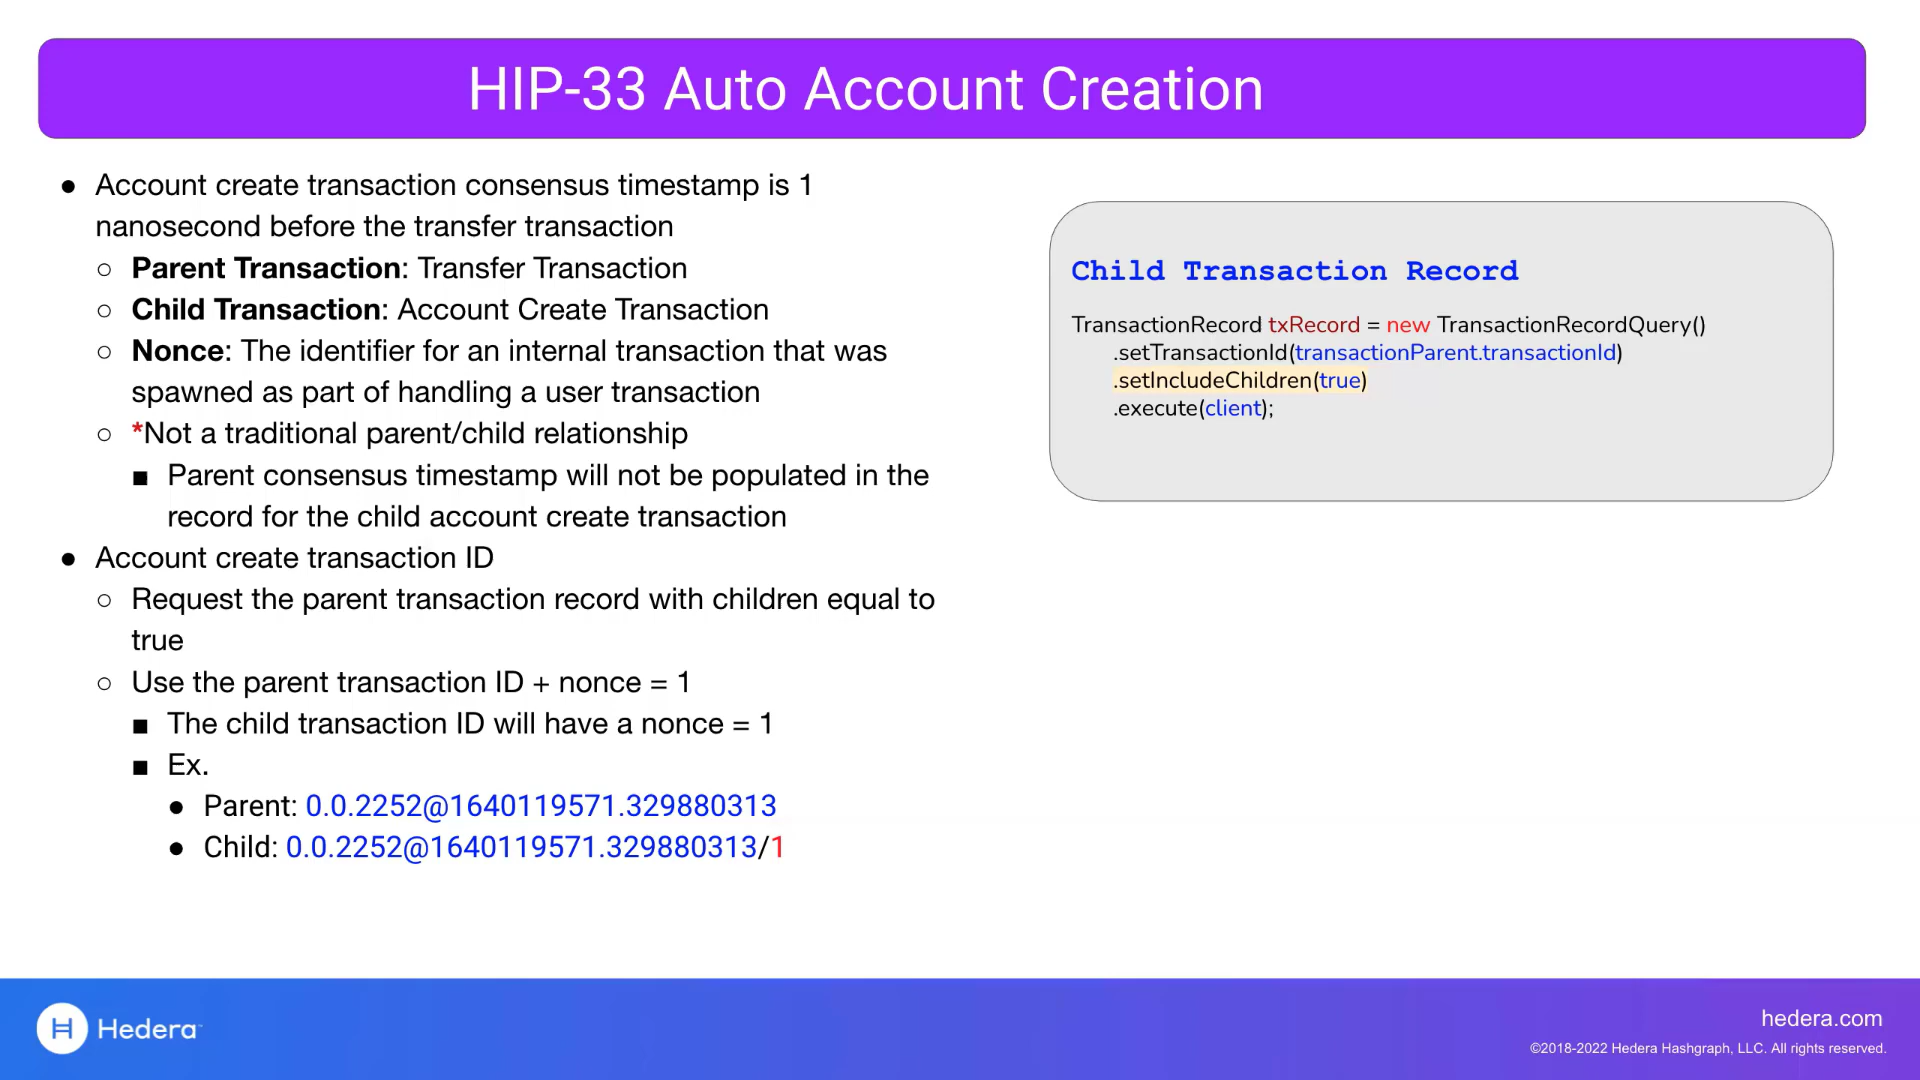 HIP-33 Auto Account Creation
● Account create transaction consensus timestamp is 1
nanosecond before the transfer transaction
○ Parent Transaction: Transfer Transaction
○ Child Transaction: Account Create Transaction
○ Nonce: The identifier for an internal transaction that was
spawned as part of handling a user transaction
○ *Not a traditional parent/child relationship
■ Parent consensus timestamp will not be populated in the
record for the child account create transaction
● Account create transaction ID
○ Request the parent transaction record with children equal to
true
○ Use the parent transaction ID + nonce = 1
■ The child transaction ID will have a nonce = 1
■ Ex.
● Parent: 0.0.2252@1640119571.329880313
● Child: 0.0.2252@1640119571.329880313/1
Child Transaction Record
TransactionRecord txRecord = new TransactionRecordQuery()
.setTransactionId(transactionParent.transactionId)
.setIncludeChildren(true)
.execute(client);
H Hedera™
hedera.com
©2018-2022 Hedera Hashgraph, LLC. All rights reserved.